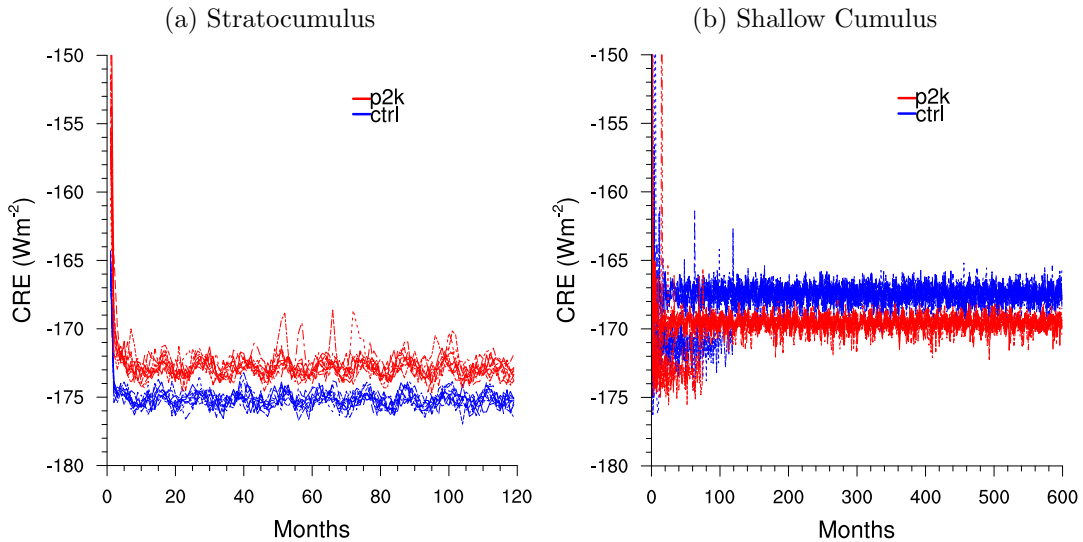 (a) Stratocumulus
-150
-155
-160
-165
-170
-175
-180
CRE (Wm-2)
p2k
ctrl
0 20 40 60 80 100 120
Months
(b) Shallow Cumulus
-150
-155
-160
-165
-170
-175
-180
CRE (Wm-2)
p2k
ctrl
0 100 200 300 400 500 600
Months